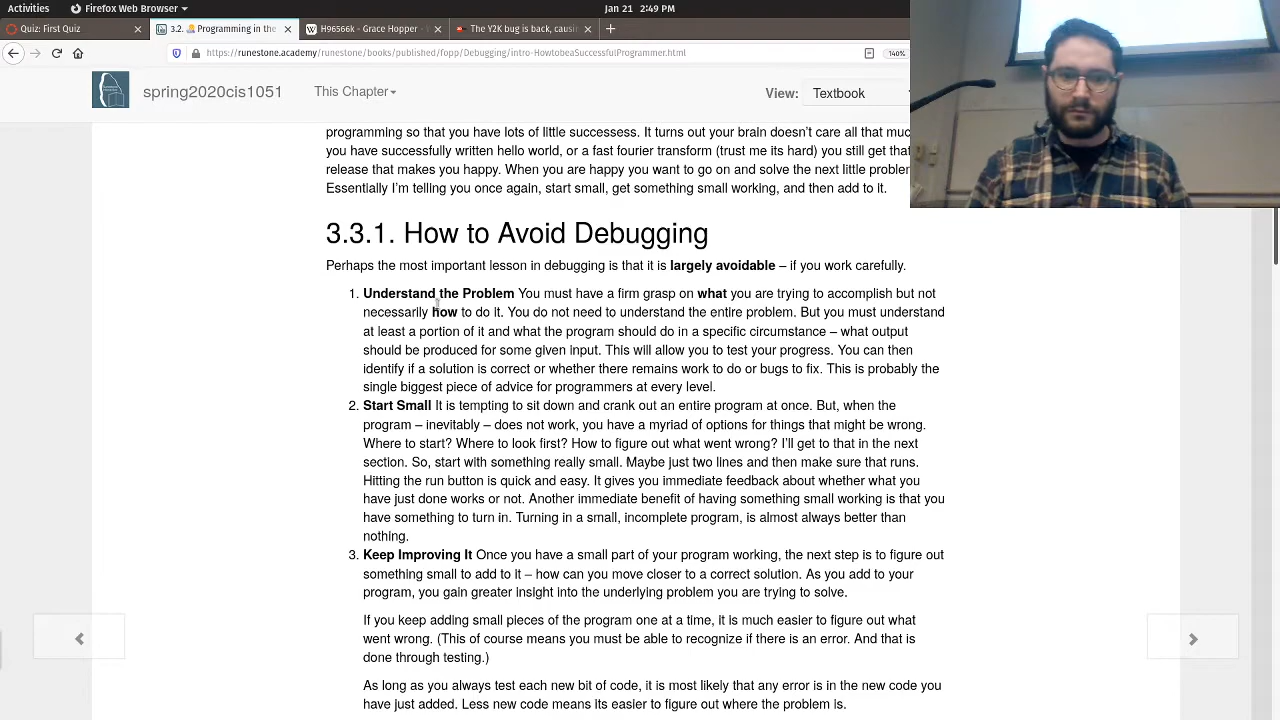 Activities
Firefox Web Browser
Jan 21 2:49 PM
Quiz: First Quiz
3.2. Programming in the
H96566k - Grace Hopper -
The Y2K bug is back, causin
https://runestone.academy/runestone/books/published/fopp/Debugging/intro-HowtobeaSuccessfulProgrammer.html
140%
spring2020cis1051
This Chapter
View:
Textbook
programming so that you have lots of little successess. It turns out your brain doesn't care all that muc
you have successfully written hello world, or a fast fourier transform (trust me its hard) you still get that
release that makes you happy. When you are happy you want to go on and solve the next little problem
Essentially I'm telling you once again, start small, get something small working, and then add to it.
3.3.1. How to Avoid Debugging
Perhaps the most important lesson in debugging is that it is largely avoidable – if you work carefully.
1. Understand the Problem You must have a firm grasp on what you are trying to accomplish but not
necessarily how to do it. You do not need to understand the entire problem. But you must understand
at least a portion of it and what the program should do in a specific circumstance – what output
should be produced for some given input. This will allow you to test your progress. You can then
identify if a solution is correct or whether there remains work to do or bugs to fix. This is probably the
single biggest piece of advice for programmers at every level.
2. Start Small It is tempting to sit down and crank out an entire program at once. But, when the
program – inevitably – does not work, you have a myriad of options for things that might be wrong.
Where to start? Where to look first? How to figure out what went wrong? I'll get to that in the next
section. So, start with something really small. Maybe just two lines and then make sure that runs.
Hitting the run button is quick and easy. It gives you immediate feedback about whether what you
have just done works or not. Another immediate benefit of having something small working is that you
have something to turn in. Turning in a small, incomplete program, is almost always better than
nothing.
3. Keep Improving It Once you have a small part of your program working, the next step is to figure out
something small to add to it – how can you move closer to a correct solution. As you add to your
program, you gain greater insight into the underlying problem you are trying to solve.
If you keep adding small pieces of the program one at a time, it is much easier to figure out what
went wrong. (This of course means you must be able to recognize if there is an error. And that is
done through testing.)
As long as you always test each new bit of code, it is most likely that any error is in the new code you
have just added. Less new code means its easier to figure out where the problem is.